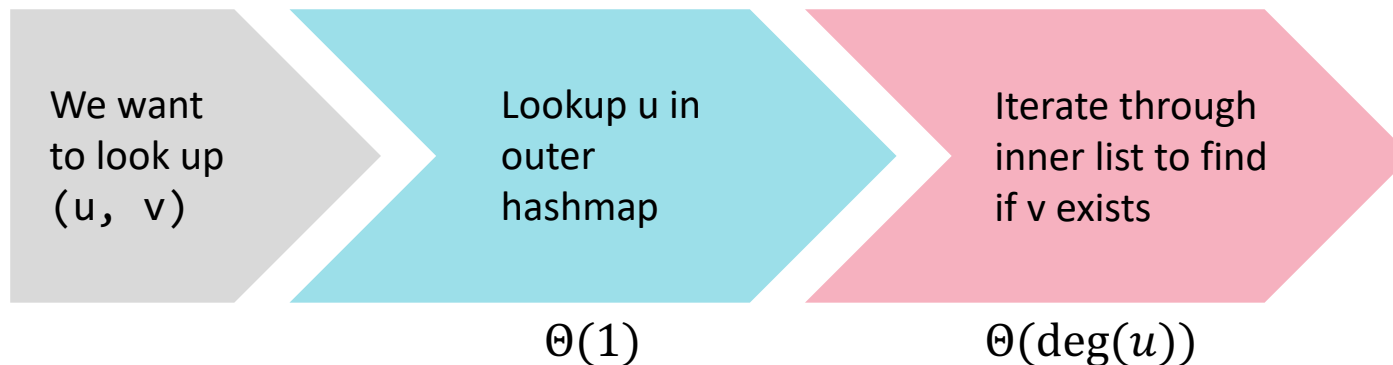 We want
to look up
(u, v)
Lookup u in
outer
hashmap
Iterate through
inner list to find
if v exists
Θ(1)
Θ(deg(𝑢))